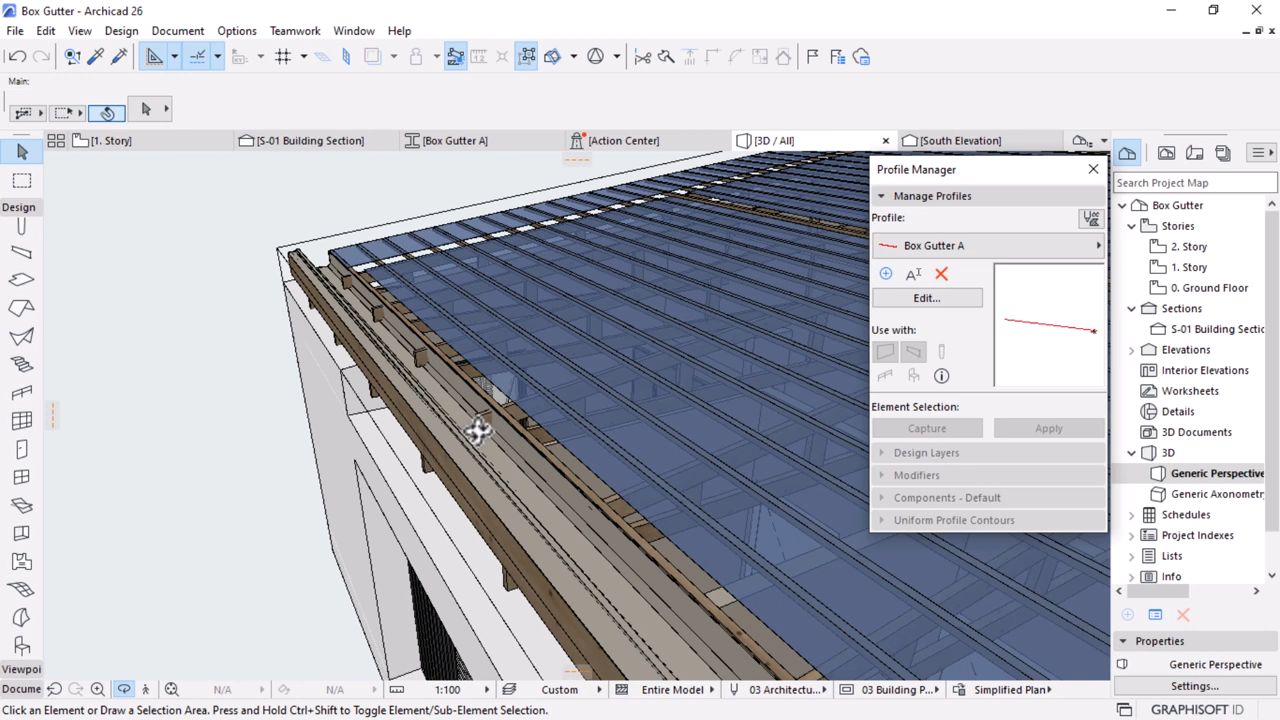 Box Gutter - Archicad 26
File Edit View Design Document Options Teamwork Window Help
Main:
[1. Story] [S-01 Building Section] [Box Gutter A] [Action Center] [3D / All] [South Elevation]
Design
Profile Manager
Manage Profiles
Profile:
Box Gutter A
Edit...
Use with:
Element Selection:
Capture Apply
Design Layers
Modifiers
Components - Default
Uniform Profile Contours
Search Project Map
Box Gutter
Stories
2. Story
1. Story
0. Ground Floor
Sections
S-01 Building Sectio
Elevations
Interior Elevations
Worksheets
Details
3D Documents
3D
Generic Perspective
Generic Axonometr
Schedules
Project Indexes
Lists
Info
Properties
Generic Perspective
Settings...
Viewpoi
Docume N/A N/A 1:100 Custom Entire Model 03 Architectu... 03 Building P... Simplified Plan
Click an Element or Draw a Selection Area. Press and Hold Ctrl+Shift to Toggle Element/Sub-Element Selection.
GRAPHISOFT ID